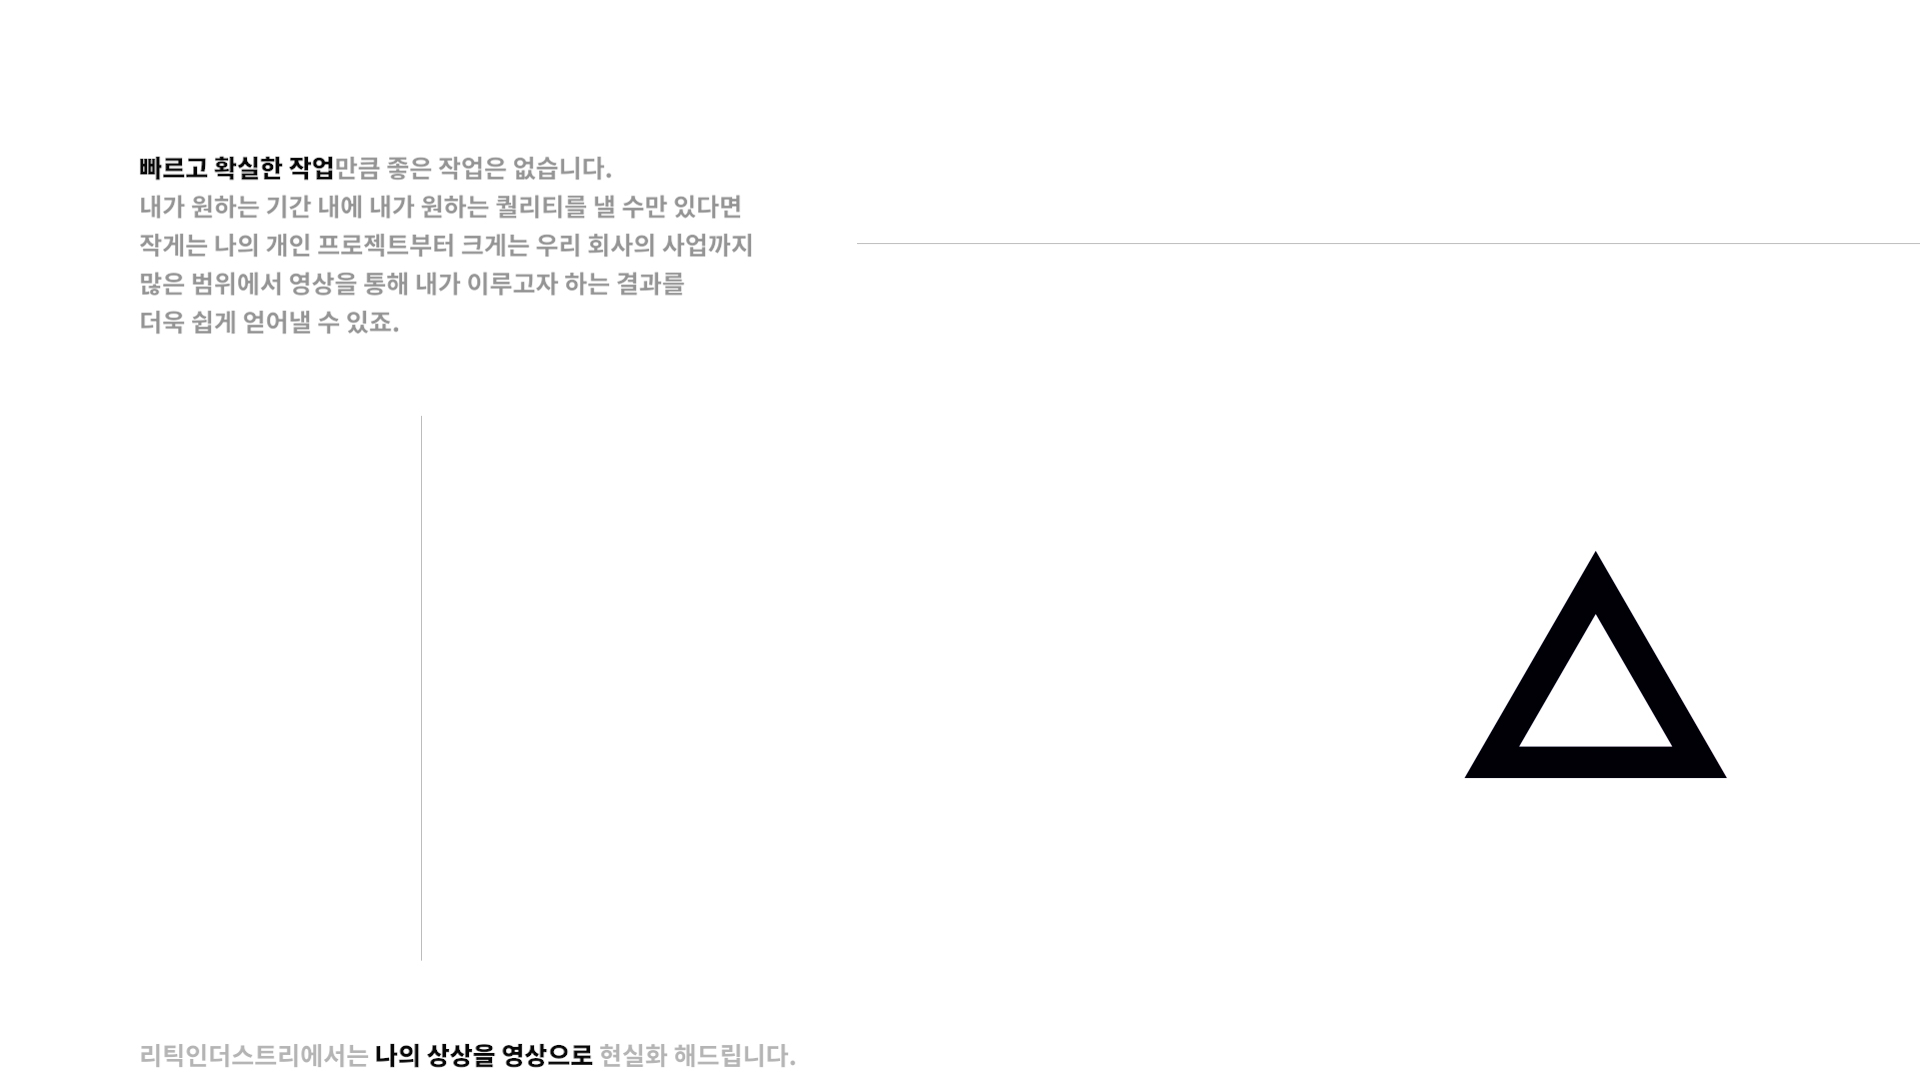 빠르고 확실한 작업만큼 좋은 작업은 없습니다.
내가 원하는 기간 내에 내가 원하는 퀄리티를 낼 수만 있다면
작게는 나의 개인 프로젝트부터 크게는 우리 회사의 사업까지
많은 범위에서 영상을 통해 내가 이루고자 하는 결과를
더욱 쉽게 얻어낼 수 있죠.
리틱인더스트리에서는 나의 상상을 영상으로 현실화 해드립니다.